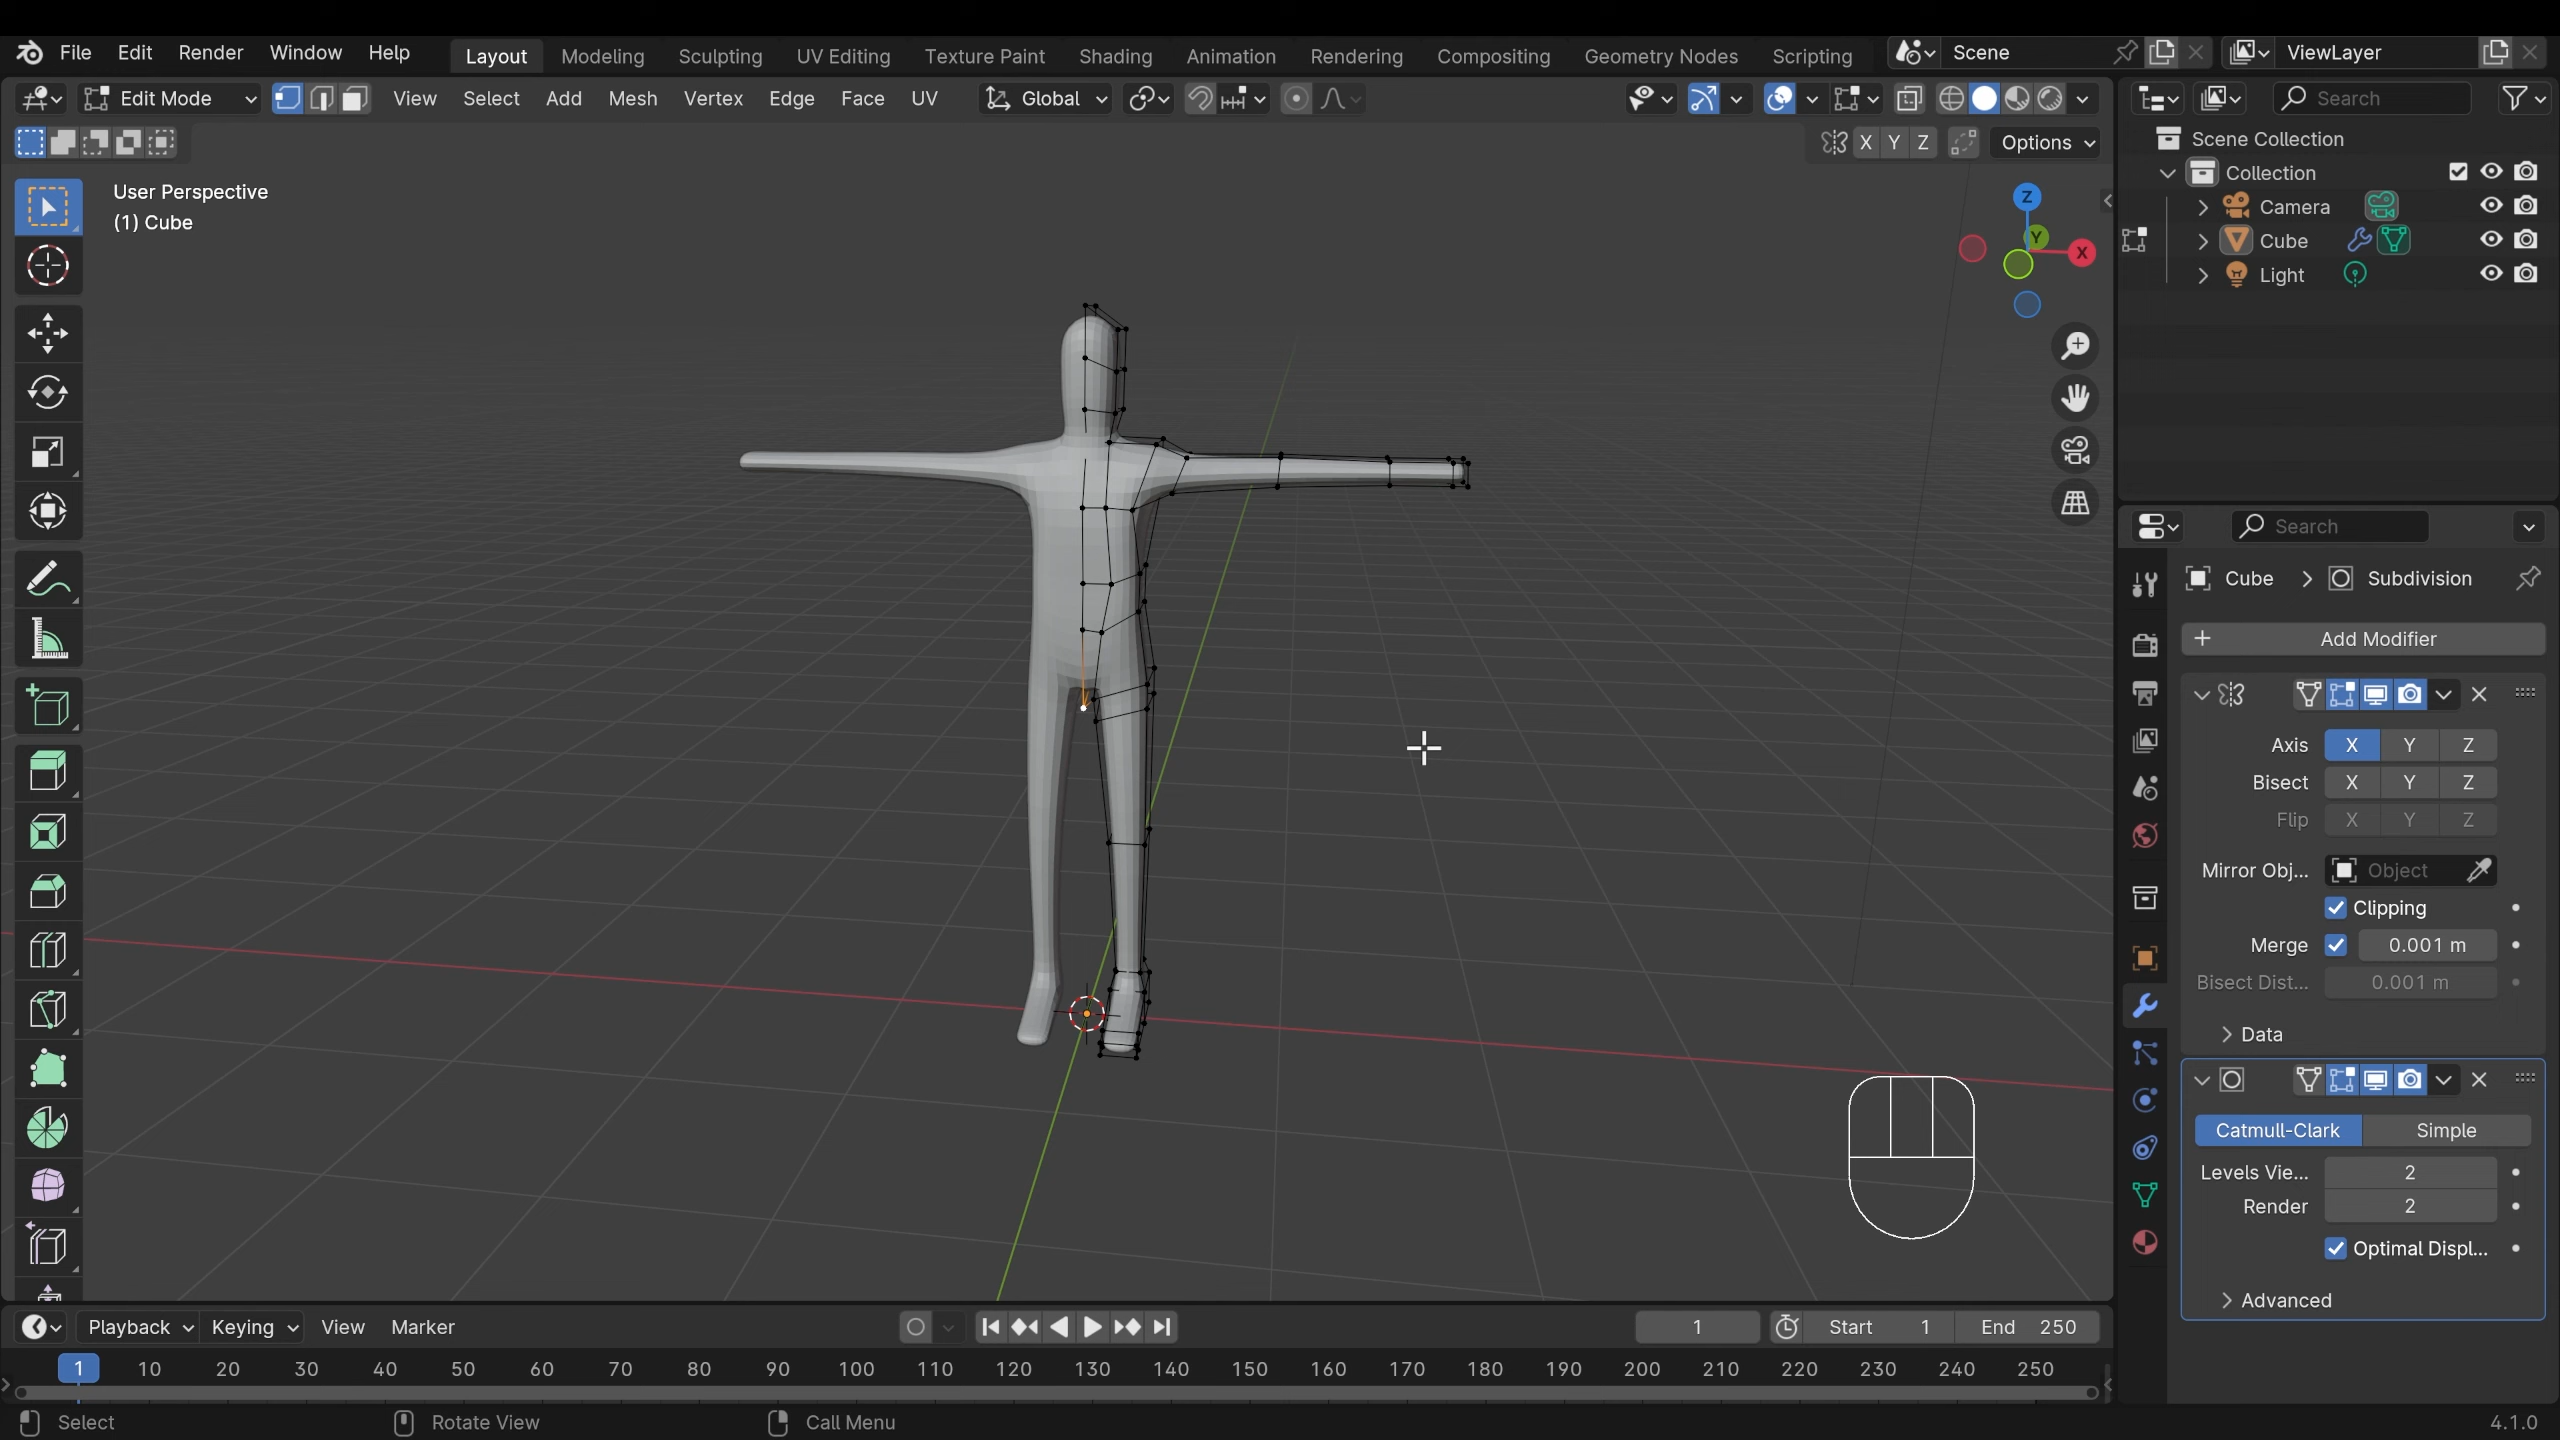 File Edit Render Window Help Layout Modeling Sculpting UV Editing Texture Paint Shading Animation Rendering Compositing Geometry Nodes Scripting Scene ViewLayer
Edit Mode View Select Add Mesh Vertex Edge Face UV Global Search
X Y Z Options
Scene Collection
Collection
Camera
Cube
Light
User Perspective
(1) Cube
Z
Y
X
Search
Cube > Subdivision
+ Add Modifier
Axis X Y Z
Bisect X Y Z
Flip X Y Z
Mirror Obj... Object
Clipping
Merge 0.001 m
Bisect Dist... 0.001 m
Data
Catmull-Clark Simple
Levels Vie... 2
Render 2
Optimal Displ...
Advanced
Playback Keying View Marker 1 Start 1 End 250
1 10 20 30 40 50 60 70 80 90 100 110 120 130 140 150 160 170 180 190 200 210 220 230 240 250
Select Rotate View Call Menu 4.1.0